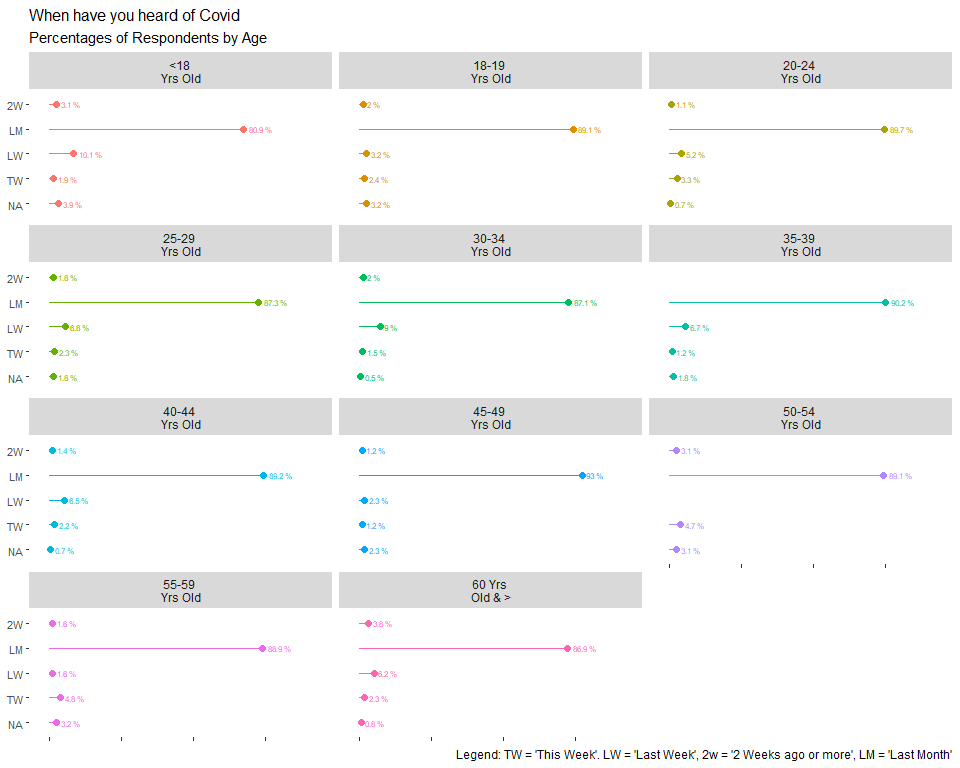 When have you heard of Covid
Percentages of Respondents by Age
<18
Yrs Old
18-19
Yrs Old
20-24
Yrs Old
2W
3.1 %
2 %
1.1 %
LM
80.9 %
89.1 %
89.7 %
LW
10.1 %
3.2 %
5.2 %
TW
1.9 %
2.4 %
3.3 %
NA
3.9 %
3.2 %
0.7 %
25-29
Yrs Old
30-34
Yrs Old
35-39
Yrs Old
2W
1.8 %
2 %
LM
87.3 %
87.1 %
90.2 %
LW
6.8 %
9 %
6.7 %
TW
2.3 %
1.5 %
1.2 %
NA
1.8 %
0.5 %
1.8 %
40-44
Yrs Old
45-49
Yrs Old
50-54
Yrs Old
2W
1.4 %
1.2 %
3.1 %
LM
89.2 %
93 %
89.1 %
LW
6.5 %
2.3 %
TW
2.2 %
1.2 %
4.7 %
NA
0.7 %
2.3 %
3.1 %
55-59
Yrs Old
60 Yrs
Old & >
2W
1.6 %
3.8 %
LM
88.9 %
86.9 %
LW
1.6 %
6.2 %
TW
4.8 %
2.3 %
NA
3.2 %
0.8 %
Legend: TW = 'This Week'. LW = 'Last Week', 2w = '2 Weeks ago or more', LM = 'Last Month'